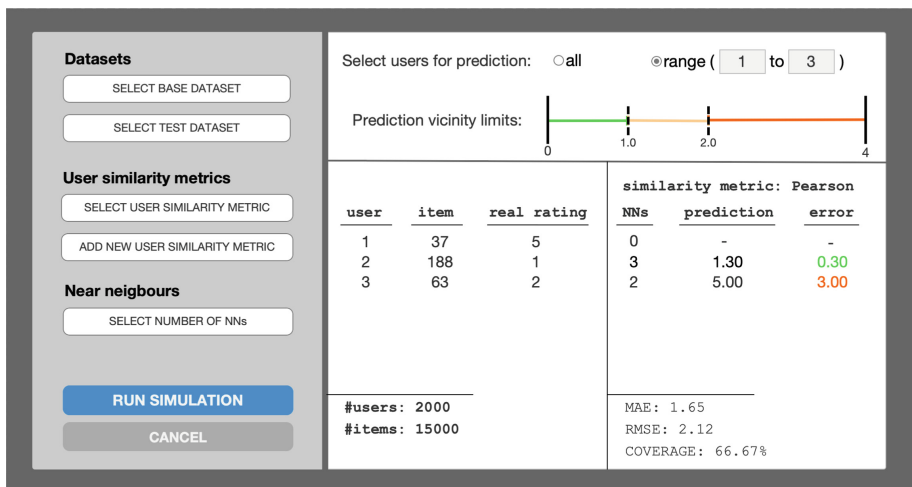 Datasets
SELECT BASE DATASET
SELECT TEST DATASET
User similarity metrics
SELECT USER SIMILARITY METRIC
ADD NEW USER SIMILARITY METRIC
Near neigbours
SELECT NUMBER OF NNs
RUN SIMULATION
CANCEL
Select users for prediction: all range ( 1 to 3 )
Prediction vicinity limits:
0 1.0 2.0 4
user item real rating
1 37 5
2 188 1
3 63 2
#users: 2000
#items: 15000
similarity metric: Pearson
NNs prediction error
0 - -
3 1.30 0.30
2 5.00 3.00
MAE: 1.65
RMSE: 2.12
COVERAGE: 66.67%